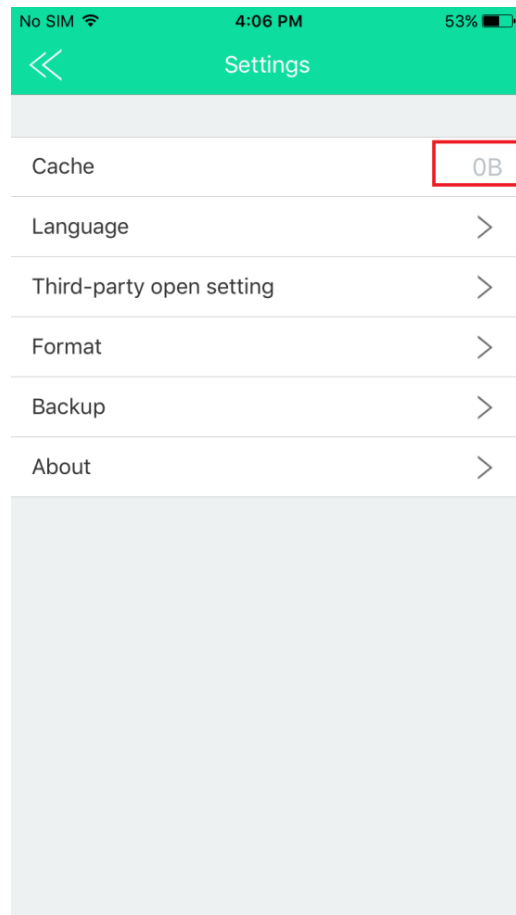 No SIM 4:06 PM 53%
Settings
Cache 0B
Language
Third-party open setting
Format
Backup
About